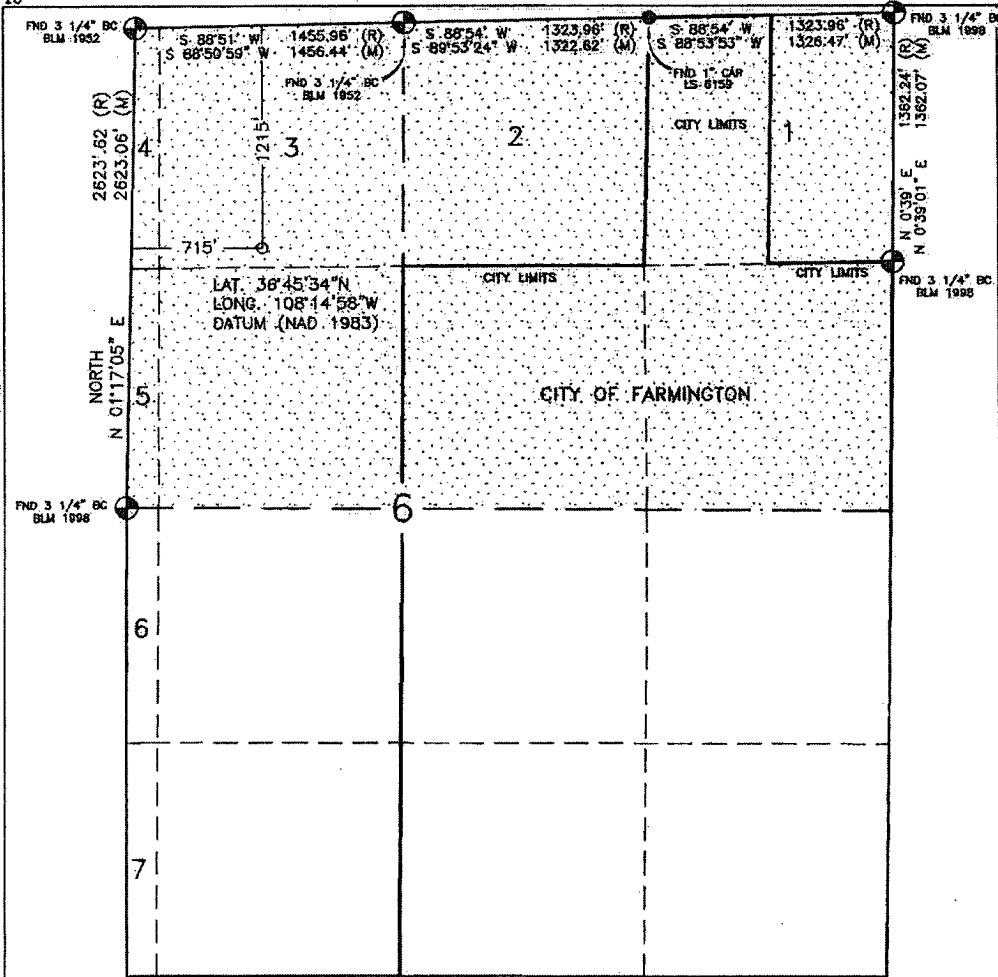 16
FND 3 1/4" BC
BLM 1952
S 88°51' W 1455.96' (R)
S 88°59'59" W 1456.44' (M)
FND 3 1/4" BC
BLM 1952
S 88°54' W 1323.96' (R)
S 89°53'24" W 1322.62' (M)
FND 1" CAR
LS 6159
S 88°54' W 1323.96' (R)
S 88°53'53" W 1326.47' (M)
FND 3 1/4" BC
BLM 1998
2623.62 (R)
2623.06' (M)
4
3
1215'
2
CITY LIMITS
1
1362.24' (R)
1362.07' (M)
N 0°39' E
N 0°39'01" E
715'
LAT. 36°45'34"N
LONG. 108°14'58"W
DATUM (NAD 1983)
CITY LIMITS
CITY LIMITS
FND 3 1/4" BC
BLM 1998
NORTH
N 01°17'05" E
5
CITY OF FARMINGTON
FND 3 1/4" BC
BLM 1998
6
6
7